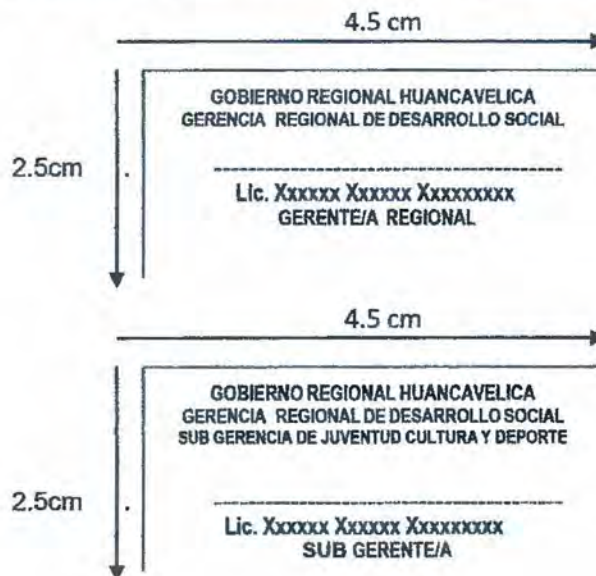 4.5 cm
GOBIERNO REGIONAL HUANCAVELICA
GERENCIA REGIONAL DE DESARROLLO SOCIAL
2.5cm
Lic. Xxxxxx Xxxxxx Xxxxxxxxx
GERENTE/A REGIONAL
4.5 cm
GOBIERNO REGIONAL HUANCAVELICA
GERENCIA REGIONAL DE DESARROLLO SOCIAL
SUB GERENCIA DE JUVENTUD CULTURA Y DEPORTE
2.5cm
Lic. Xxxxxx Xxxxxx Xxxxxxxxx
SUB GERENTE/A